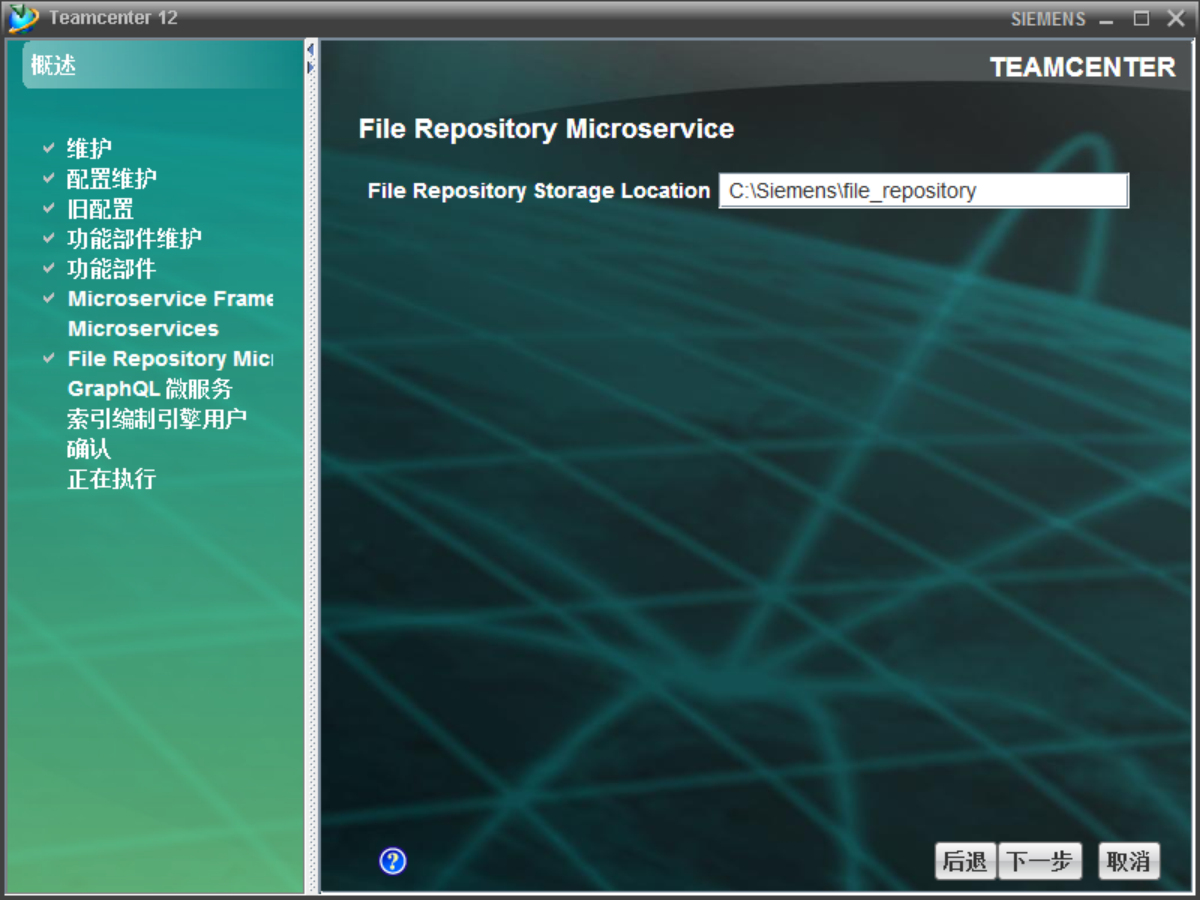 Teamcenter 12
SIEMENS
概述
维护
配置维护
旧配置
功能部件维护
功能部件
Microservice Frame
Microservices
File Repository Mic
GraphQL 微服务
索引编制引擎用户
确认
正在执行
TEAMCENTER
File Repository Microservice
File Repository Storage Location C:\Siemens\file_repository
后退 下一步 取消